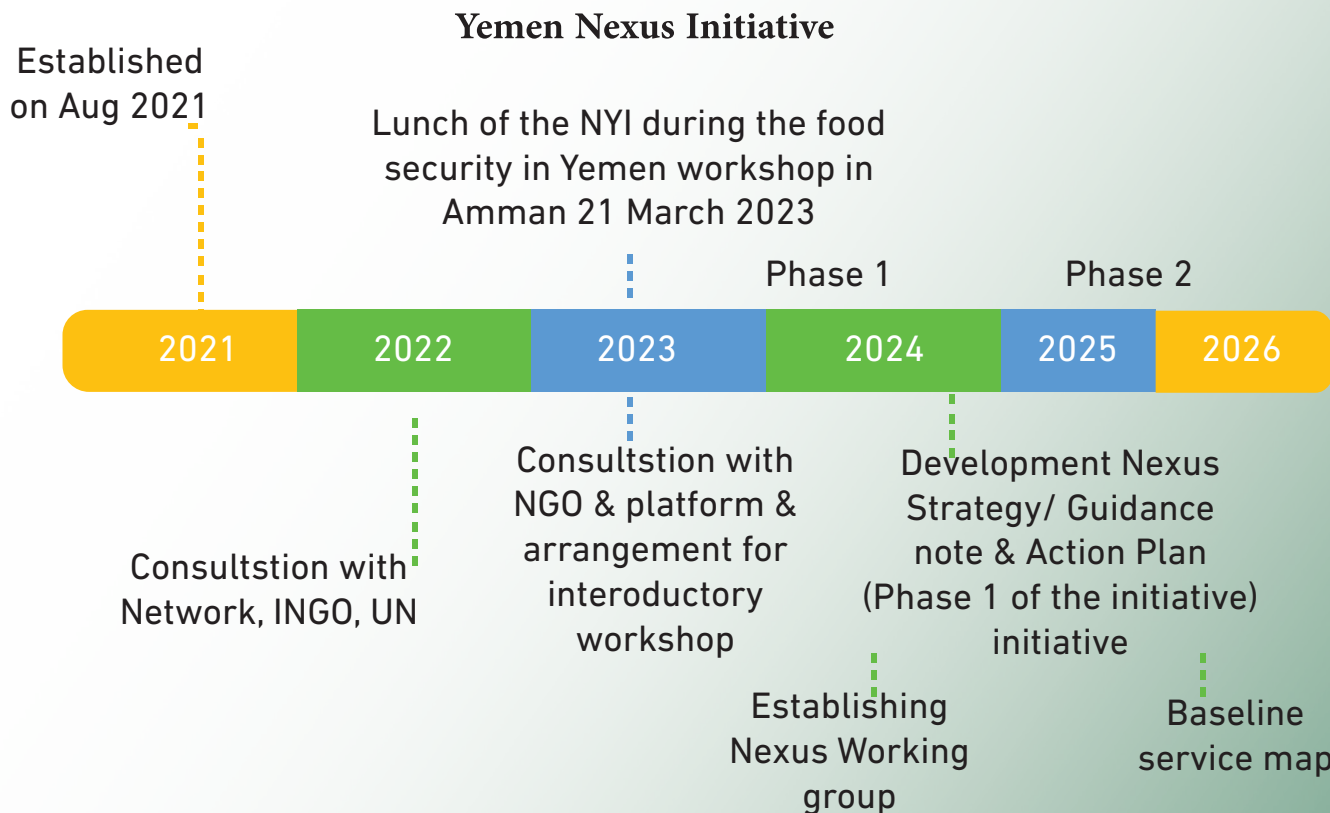 Yemen Nexus Initiative
Established
on Aug 2021
Lunch of the NYI during the food
security in Yemen workshop in
Amman 21 March 2023
Phase 1
Phase 2
2021
2022
2023
2024
2025
2026
Consultstion with
Network, INGO, UN
Consultstion with
NGO & platform &
arrangement for
interoductory
workshop
Development Nexus
Strategy/ Guidance
note & Action Plan
(Phase 1 of the initiative)
initiative
Establishing
Nexus Working
group
Baseline
service map